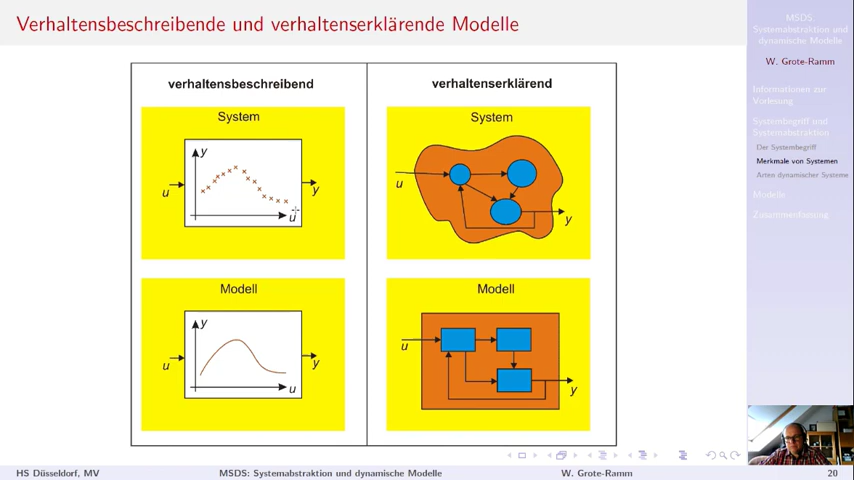 Verhaltensbeschreibende und verhaltenserklärende Modelle
verhaltensbeschreibend
verhaltenserklärend
System
y
u
y
u
System
u
y
Modell
y
u
y
u
Modell
u
y
MSDS:
Systemabstraktion und
dynamische Modelle
W. Grote-Ramm
Informationen zur
Vorlesung
Systembegriff und
Systemabstraktion
Der Systembegriff
Merkmale von Systemen
Arten dynamischer Systeme
Modelle
Zusammenfassung
HS Düsseldorf, MV
MSDS: Systemabstraktion und dynamische Modelle
W. Grote-Ramm
20